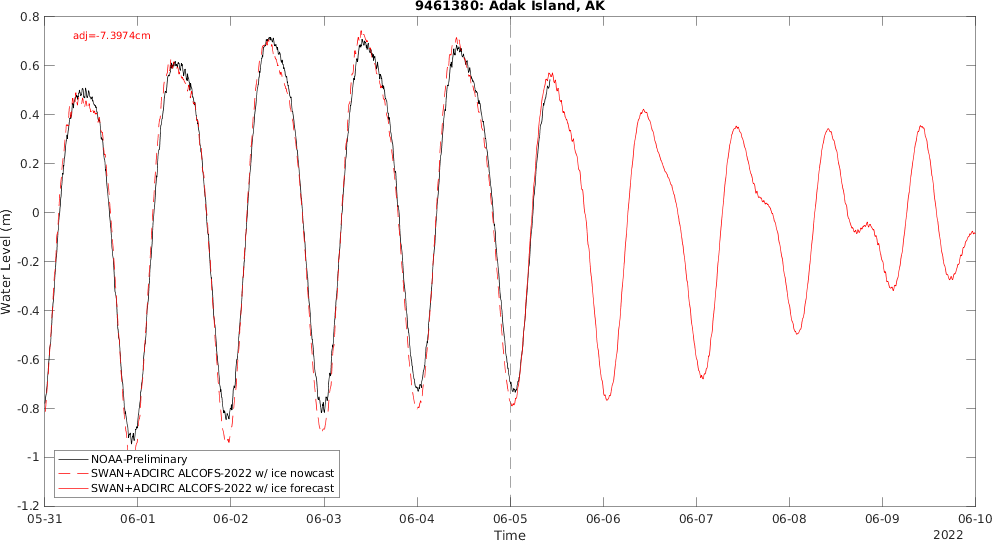 9461380: Adak Island, AK
adj=-7.3974cm
Water Level (m)
0.8
0.6
0.4
0.2
0
-0.2
-0.4
-0.6
-0.8
-1
-1.2
NOAA-Preliminary
SWAN+ADCIRC ALCOFS-2022 w/ ice nowcast
SWAN+ADCIRC ALCOFS-2022 w/ ice forecast
05-31 06-01 06-02 06-03 06-04 06-05 06-06 06-07 06-08 06-09 06-10
Time
2022